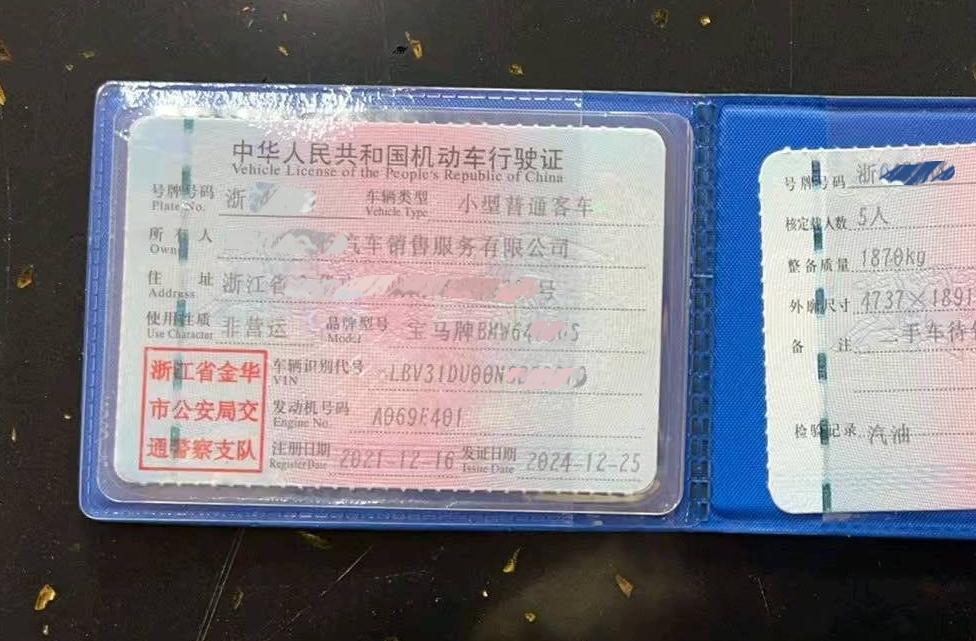 中华人民共和国机动车行驶证
Vehicle License of the People's Republic of China
号牌号码 浙 车辆类型 小型普通客车
Plate No. Vehicle Type
所有人 汽车销售服务有限公司
Owner
住址 浙江省 号
Address
使用性质 非营运 品牌型号 宝马牌BMW64
Use Character Model
浙江省金华
市公安局交
通警察支队
车辆识别代号 LBV31DU00N
VIN
发动机号码 A069F401
Engine No.
注册日期 2021-12-16 发证日期 2024-12-25
Register Date Issue Date
号牌号码 浙
核定载人数 5人
整备质量 1870kg
外廓尺寸 4737×189
备注 二手车待
检验记录 汽油